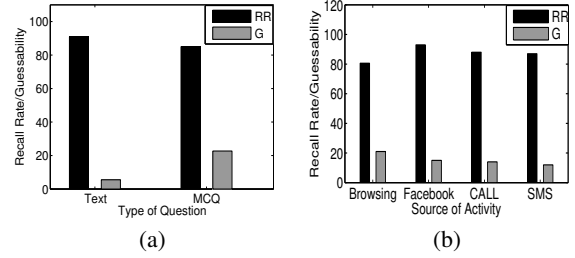 Recall Rate/Guessability
100
80
60
40
20
0
RR
G
Text
MCQ
Type of Question
(a)
Recall Rate/Guessability
120
100
80
60
40
20
0
RR
G
Browsing
Facebook
CALL
SMS
Source of Activity
(b)